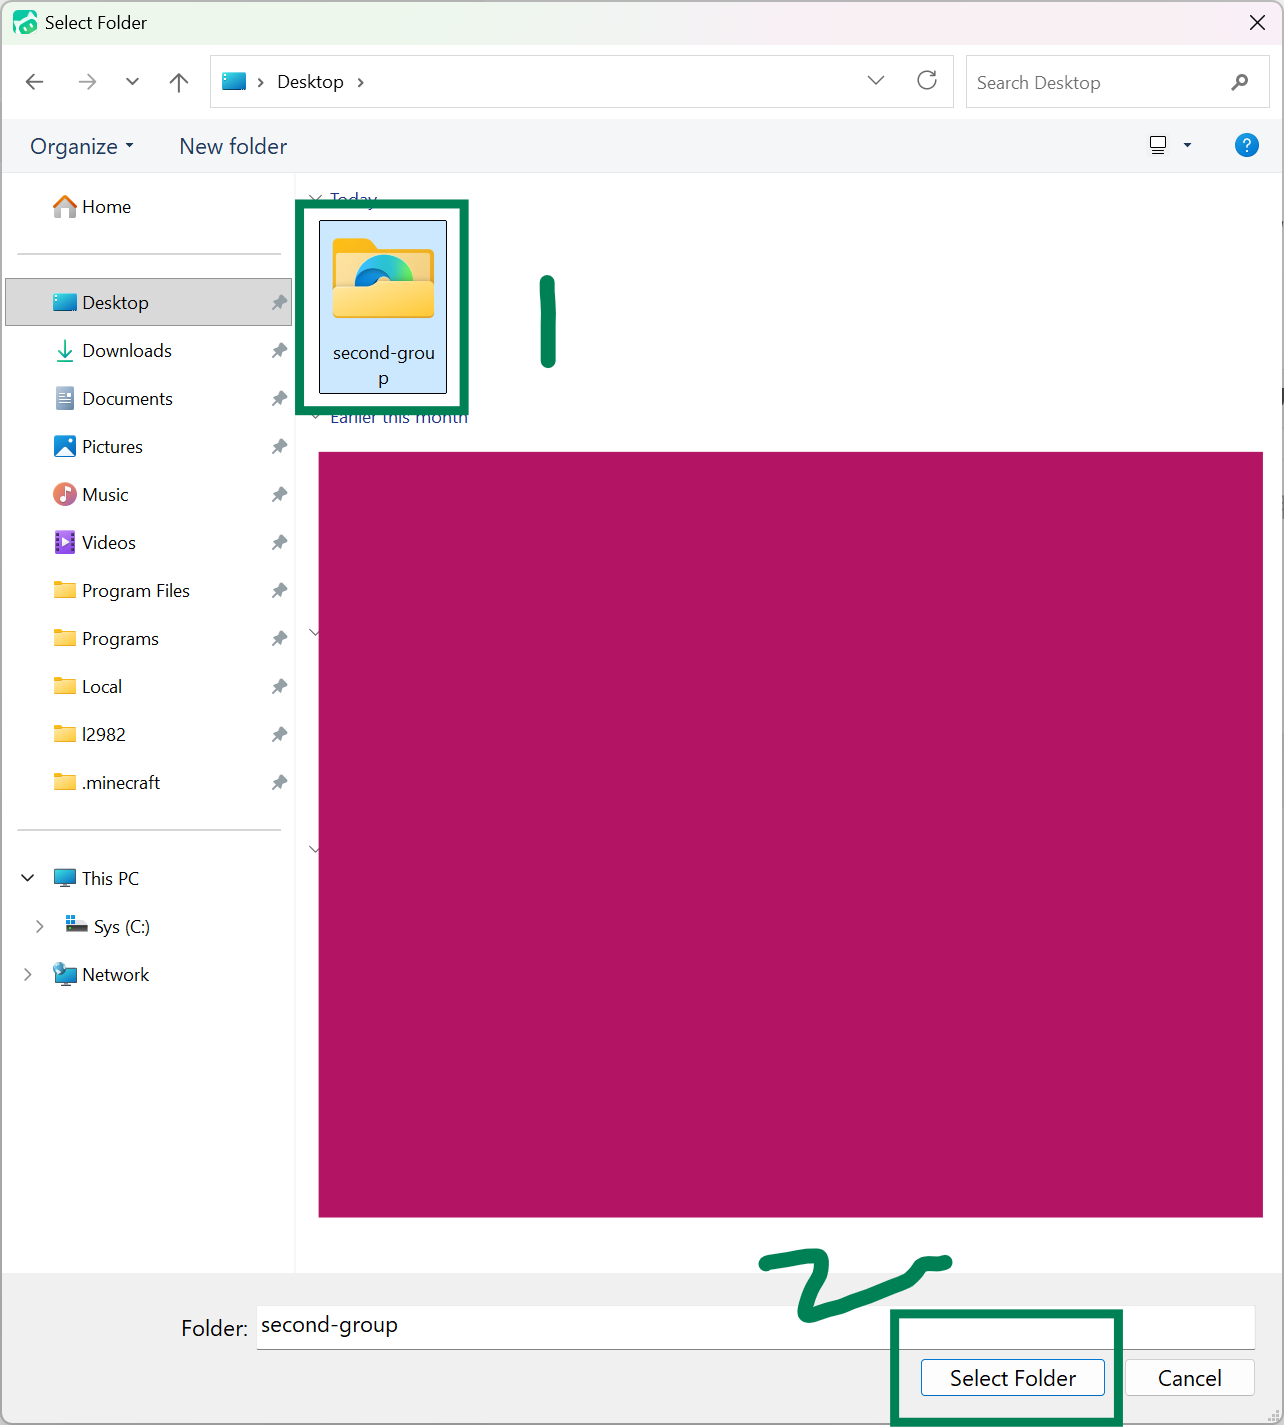 Select Folder
Desktop
Search Desktop
Organize
New folder
Home
Desktop
Downloads
Documents
Pictures
Music
Videos
Program Files
Programs
Local
l2982
.minecraft
This PC
Sys (C:)
Network
Today
second-grou
p
1
Earlier this month
2
Folder:
second-group
Select Folder
Cancel